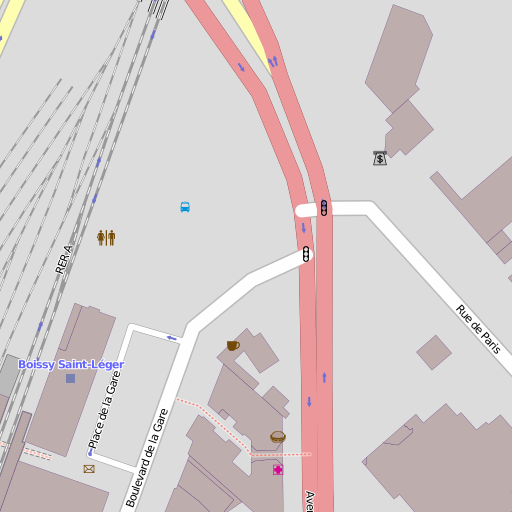 RER A
Rue de Paris
Boissy Saint-Léger
Place de la Gare
Boulevard de la Gare
Aven